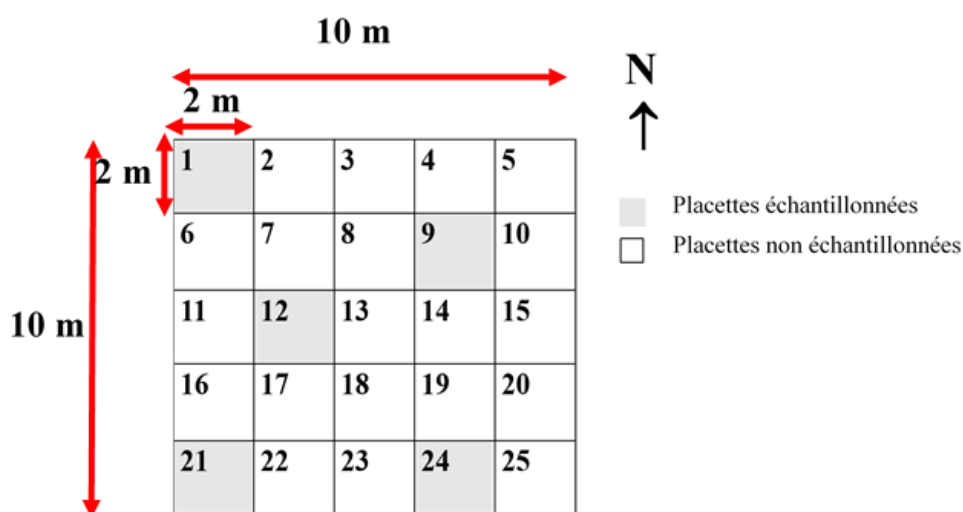 10 m
N
2 m
2 m
1 2 3 4 5
Placettes échantillonnées
6 7 8 9 10
Placettes non échantillonnées
10 m
11 12 13 14 15
16 17 18 19 20
21 22 23 24 25